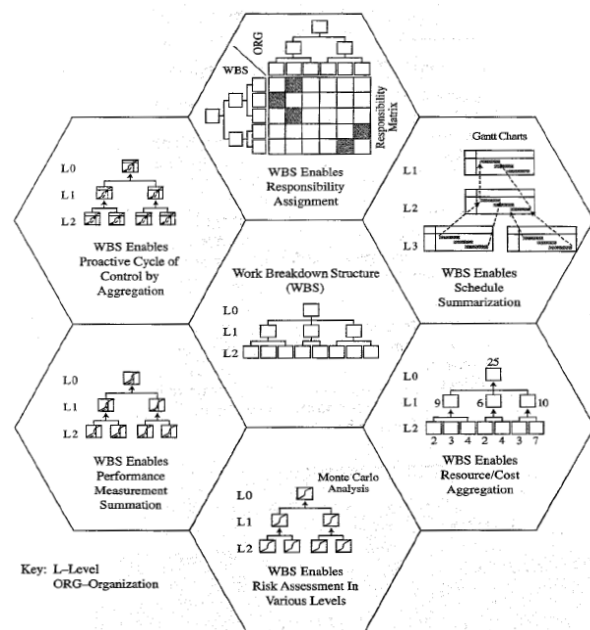 ORG
WBS
Responsibility
Matrix
WBS Enables
Responsibility
Assignment
L0
L1
L2
WBS Enables
Proactive Cycle of
Control by
Aggregation
Gantt Charts
L1
L2
L3
WBS Enables
Schedule
Summarization
Work Breakdown Structure
(WBS)
L0
L1
L2
L0
L1
L2
WBS Enables
Performance
Measurement
Summation
25
L0
L1 9 6 10
L2
2 3 4 2 4 3 7
WBS Enables
Resource/Cost
Aggregation
Monte Carlo
Analysis
L0
L1
L2
WBS Enables
Risk Assessment In
Various Levels
Key: L–Level
ORG–Organization